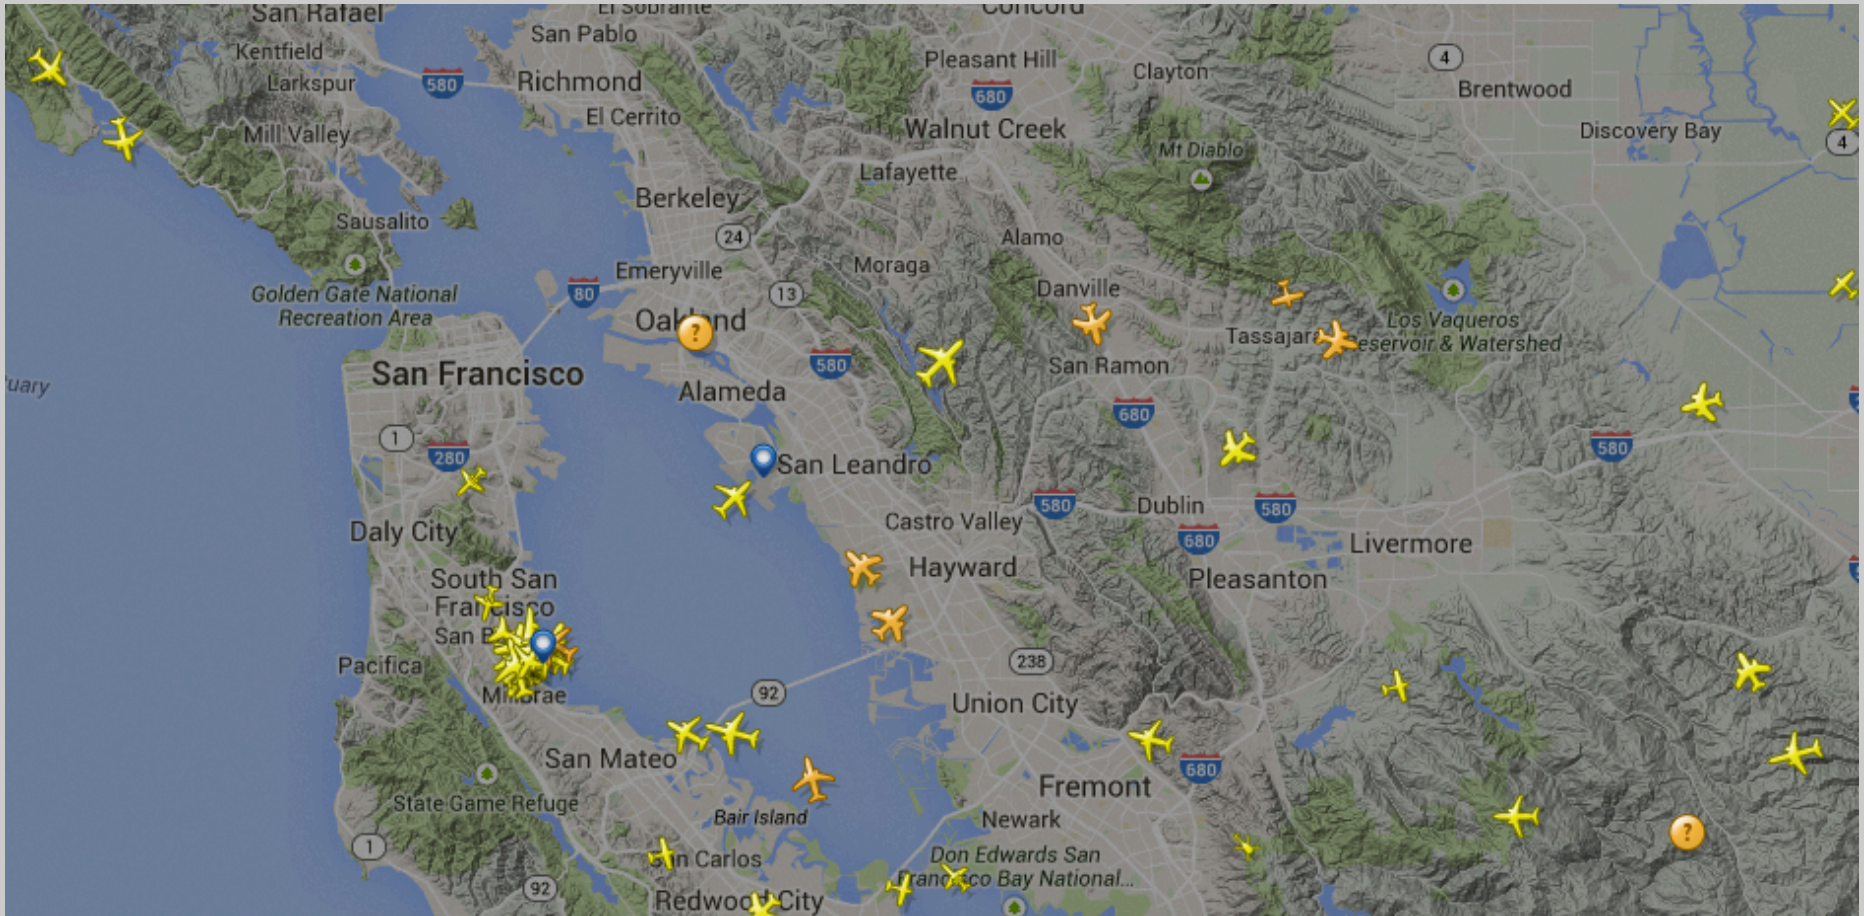 San Rafael
El Sobrante
Concord
San Pablo
Kentfield
Pleasant Hill
4
Clayton
Larkspur
580
Richmond
680
Brentwood
El Cerrito
Mill Valley
Walnut Creek
Discovery Bay
4
Mt Diablo
Lafayette
Berkeley
Sausalito
24
Alamo
Emeryville
Moraga
Golden Gate National
Recreation Area
80
13
Danville
Oakland
?
Tassajara
Los Vaqueros
Reservoir & Watershed
San Francisco
580
San Ramon
uary
Alameda
680
1
280
580
San Leandro
Daly City
Castro Valley
580
Dublin
580
680
Livermore
South San
Francisco
Hayward
Pleasanton
San B
Pacifica
238
Millbrae
92
Union City
San Mateo
680
Fremont
State Game Refuge
Bair Island
Newark
?
1
San Carlos
Don Edwards San
Francisco Bay National...
92
Redwood City